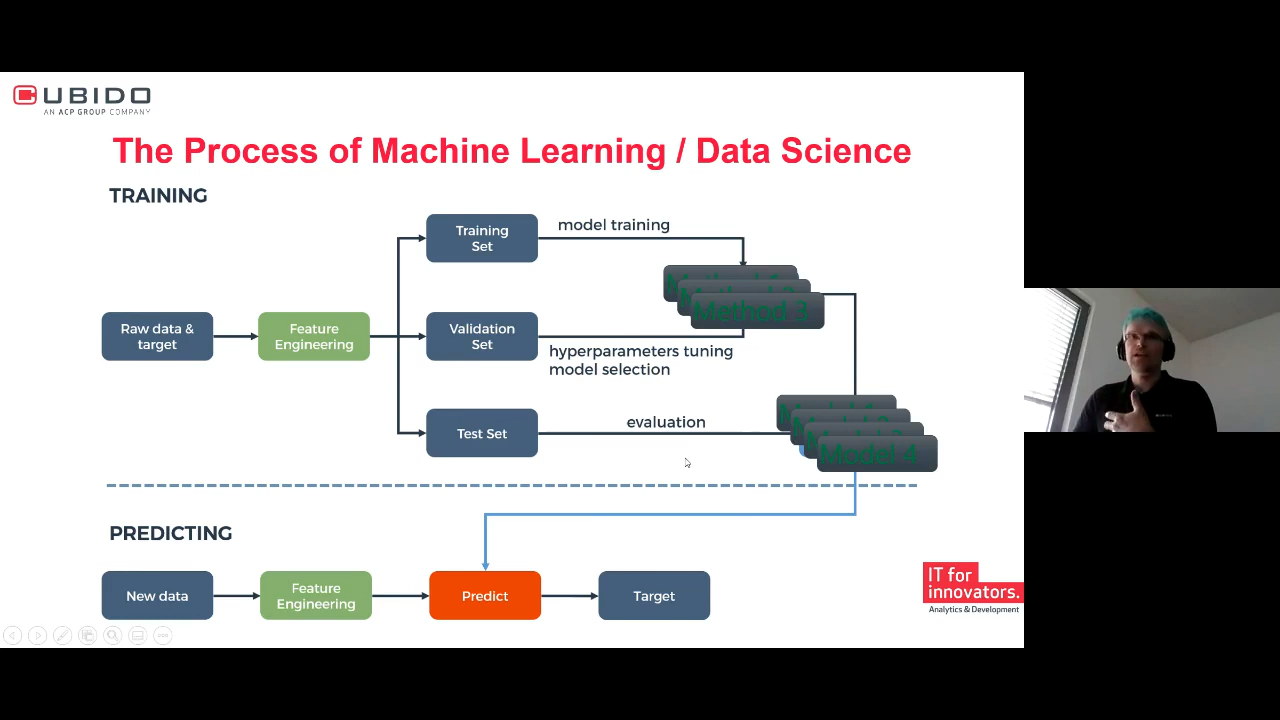 CUBIDO
AN ACP GROUP COMPANY
The Process of Machine Learning / Data Science
TRAINING
Training
Set
model training
Method 3
Raw data &
target
Feature
Engineering
Validation
Set
hyperparameters tuning
model selection
Test Set
evaluation
Model 4
PREDICTING
New data
Feature
Engineering
Predict
Target
IT for
innovators.
Analytics & Development